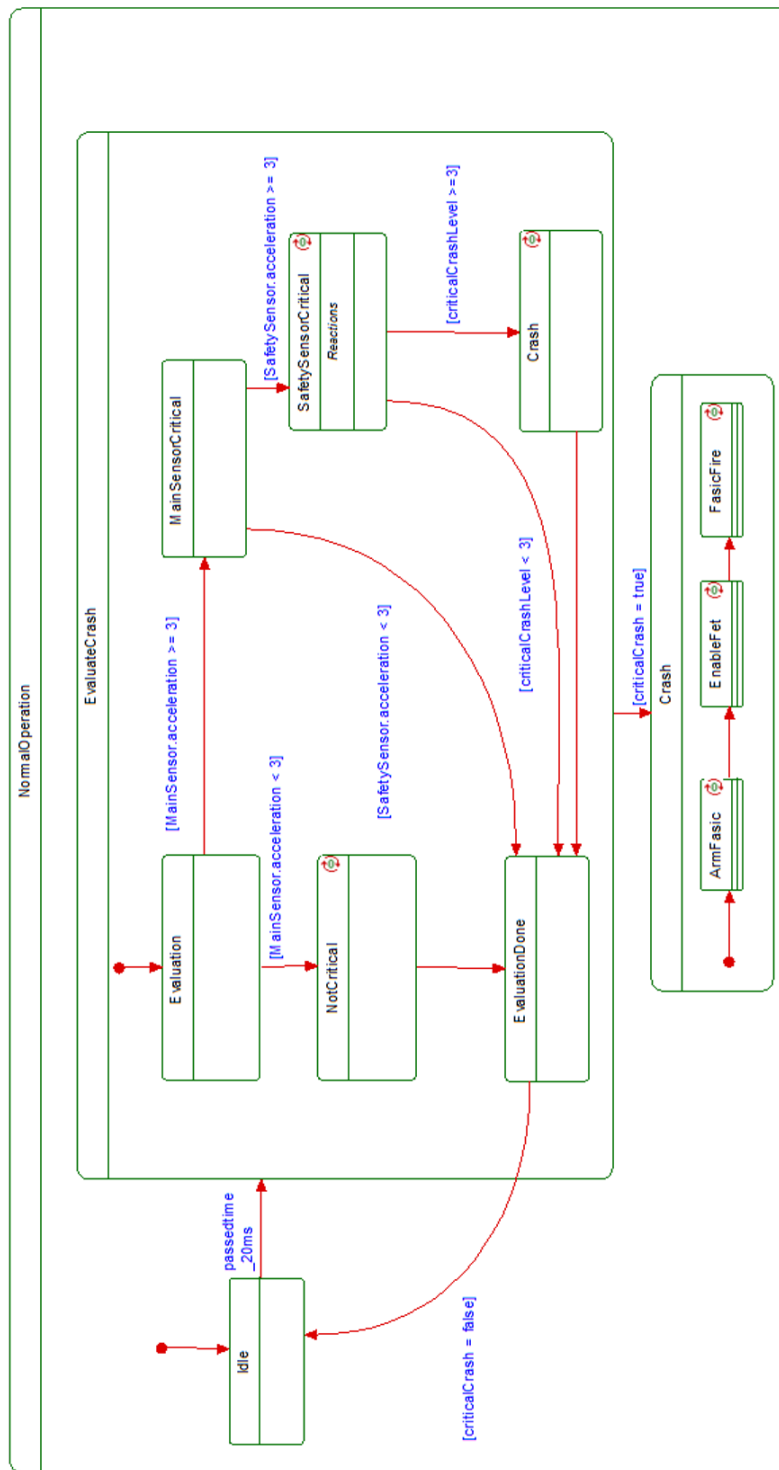 NormalOperation
EvaluateCrash
Idle
passedtime
_20ms
Evaluation
[MainSensor.acceleration >= 3]
MainSensorCritical
[MainSensor.acceleration < 3]
[SafetySensor.acceleration >= 3]
NotCritical
SafetySensorCritical
Reactions
[SafetySensor.acceleration < 3]
[criticalCrashLevel >=3]
EvaluationDone
[criticalCrashLevel < 3]
Crash
[criticalCrash = false]
[criticalCrash = true]
Crash
ArmFasic
EnableFet
FasicFire